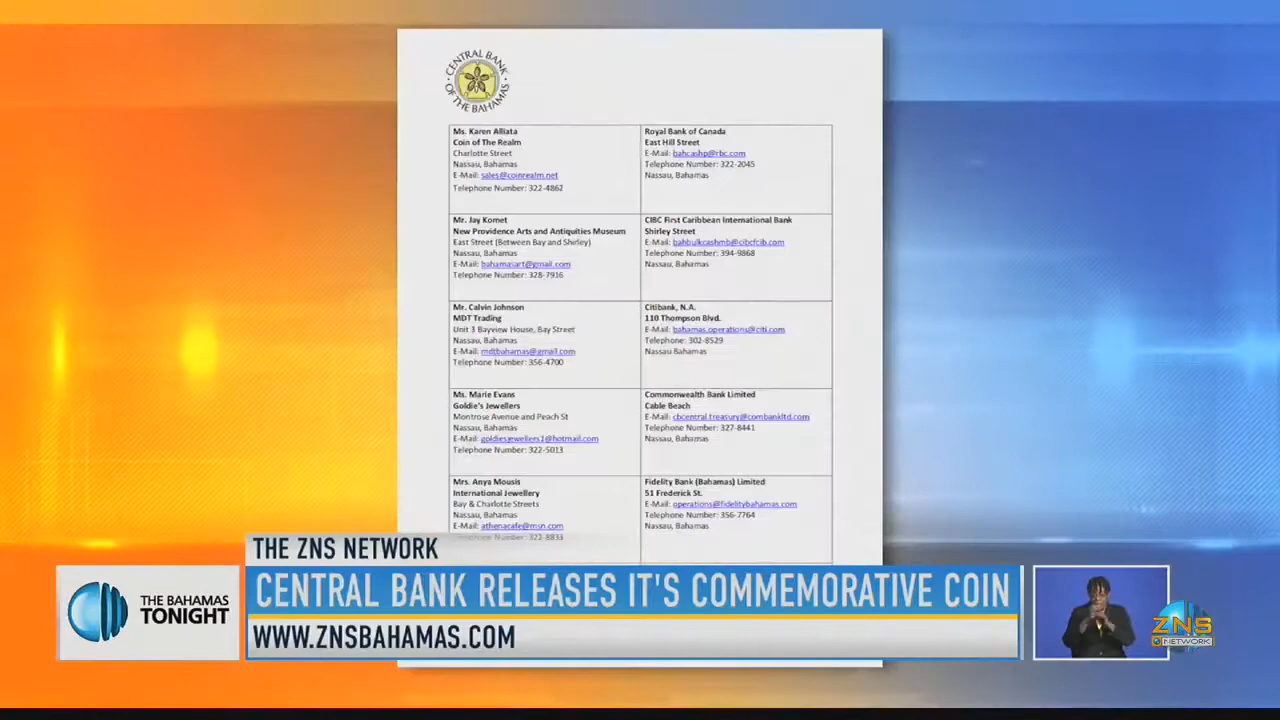 CENTRAL BANK
OF THE BAHAMAS
Ms. Karen Alliata
Coin of The Realm
Charlotte Street
Nassau, Bahamas
E-Mail: sales@coinrealm.net
Telephone Number: 322-4862
Royal Bank of Canada
East Hill Street
E-Mail: bahcashp@rbc.com
Telephone Number: 322-2045
Nassau, Bahamas
Mr. Jay Komet
New Providence Arts and Antiquities Museum
East Street (Between Bay and Shirley)
Nassau, Bahamas
E-Mail: bahamasart@gmail.com
Telephone Number: 328-7916
CIBC First Caribbean International Bank
Shirley Street
E-Mail: bahbulkcashmb@cibcfcib.com
Telephone Number: 394-9868
Nassau, Bahamas
Mr. Calvin Johnson
MDT Trading
Unit 3 Bayview House, Bay Street
Nassau, Bahamas
E-Mail: mdtbahamas@gmail.com
Telephone Number: 356-4700
Citibank, N.A.
110 Thompson Blvd.
E-Mail: bahamas.operations@citi.com
Telephone: 302-8529
Nassau Bahamas
Ms. Marie Evans
Goldie's Jewellers
Montrose Avenue and Peach St
Nassau, Bahamas
E-Mail: goldiesjewellers1@hotmail.com
Telephone Number: 322-5013
Commonwealth Bank Limited
Cable Beach
E-Mail: cbcentral.treasury@combankltd.com
Telephone Number: 327-8441
Nassau, Bahamas
Mrs. Anya Mousis
International Jewellery
Bay & Charlotte Streets
Nassau, Bahamas
E-Mail: athenacafe@msn.com
Telephone Number: 322-8833
Fidelity Bank (Bahamas) Limited
51 Frederick St.
E-Mail: operations@fidelitybahamas.com
Telephone Number: 356-7764
Nassau, Bahamas
THE ZNS NETWORK
CENTRAL BANK RELEASES IT'S COMMEMORATIVE COIN
WWW.ZNSBAHAMAS.COM
THE BAHAMAS
TONIGHT
ZNS
NETWORK